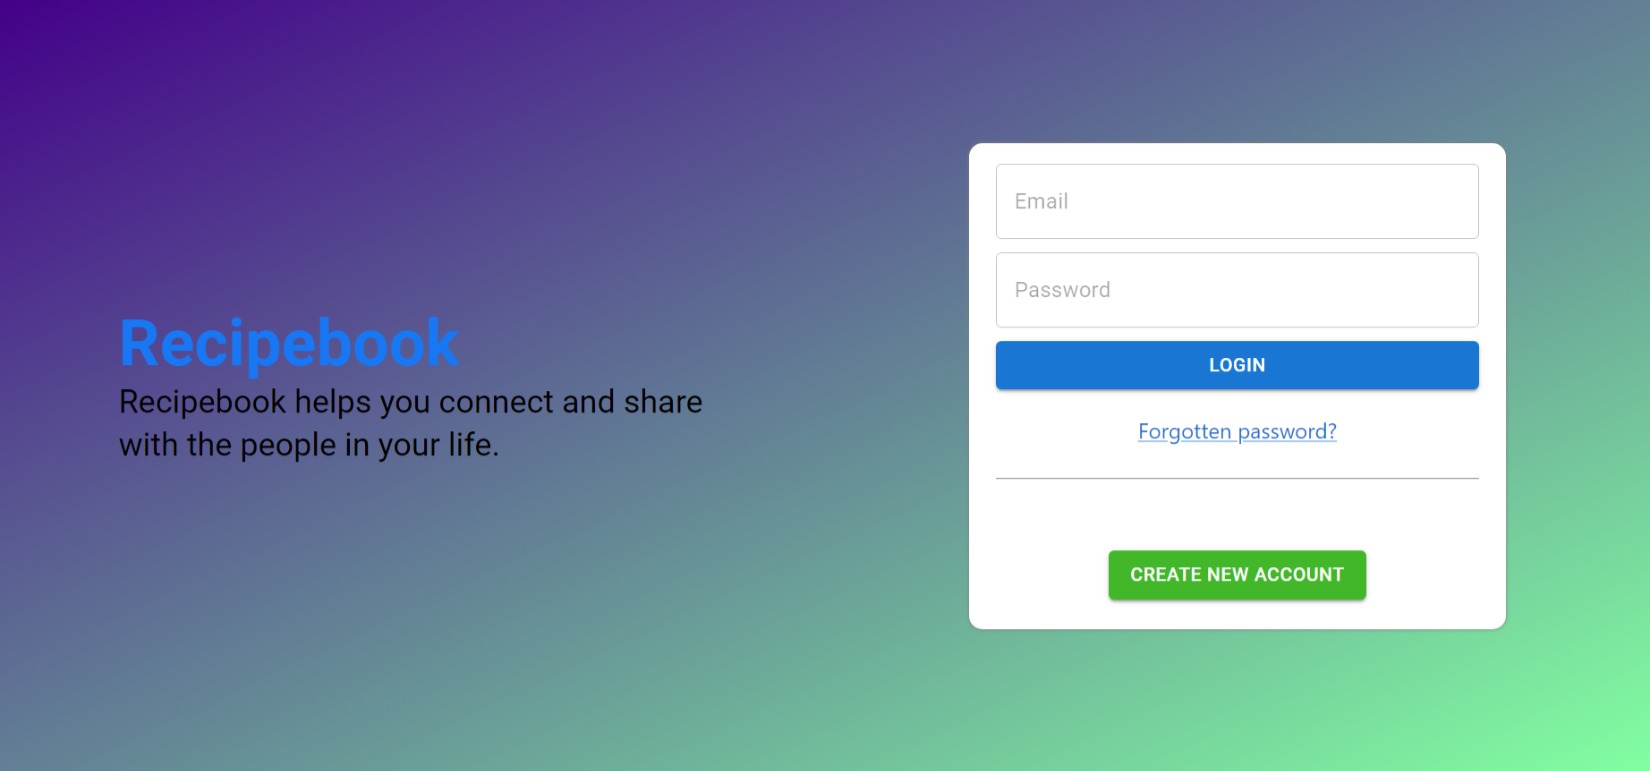 Recipebook
Recipebook helps you connect and share
with the people in your life.
Email
Password
LOGIN
Forgotten password?
CREATE NEW ACCOUNT